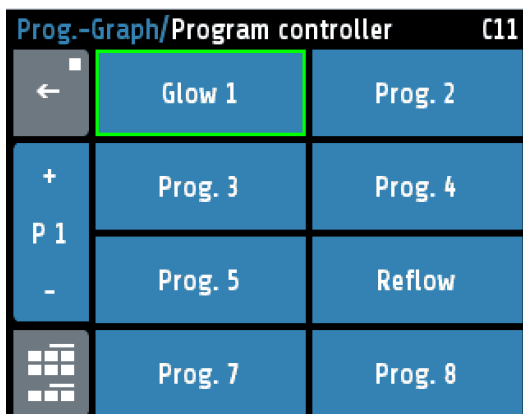 Prog.-Graph/Program controller C11
← Glow 1 Prog. 2
+ Prog. 3 Prog. 4
P 1
- Prog. 5 Reflow
Prog. 7 Prog. 8